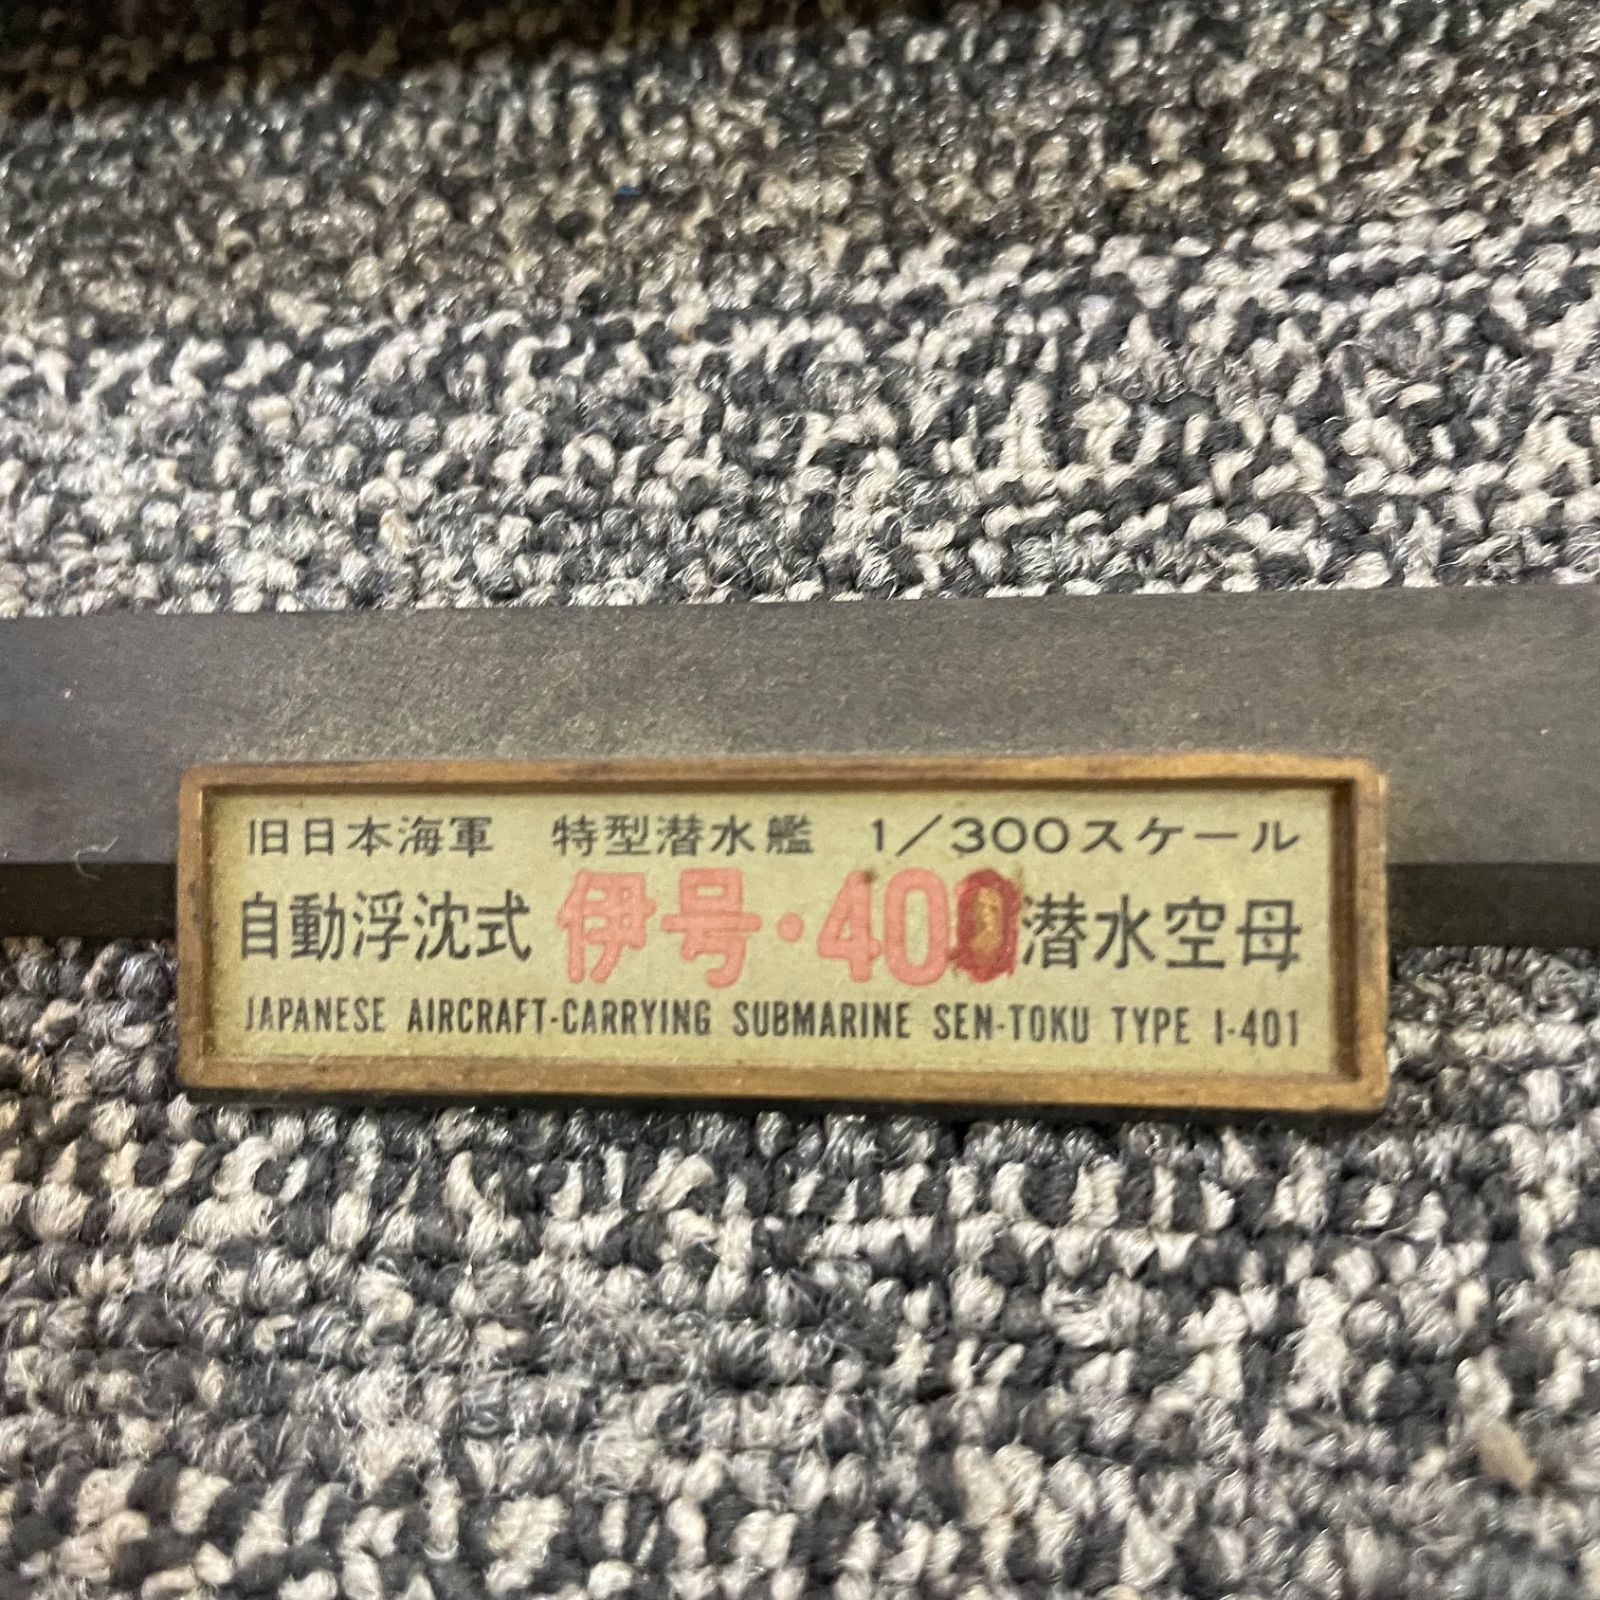 旧日本海軍　特型潜水艦　1/300スケール
自動浮沈式 伊号・400 潜水空母
JAPANESE AIRCRAFT-CARRYING SUBMARINE SEN-TOKU TYPE I-401